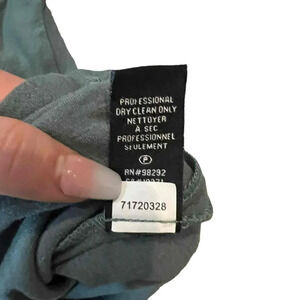 PROFESSIONAL
DRY CLEAN ONLY
NETTOYER
À SEC
PROFESSIONNEL
SEULEMENT
P
RN#98292
71720328